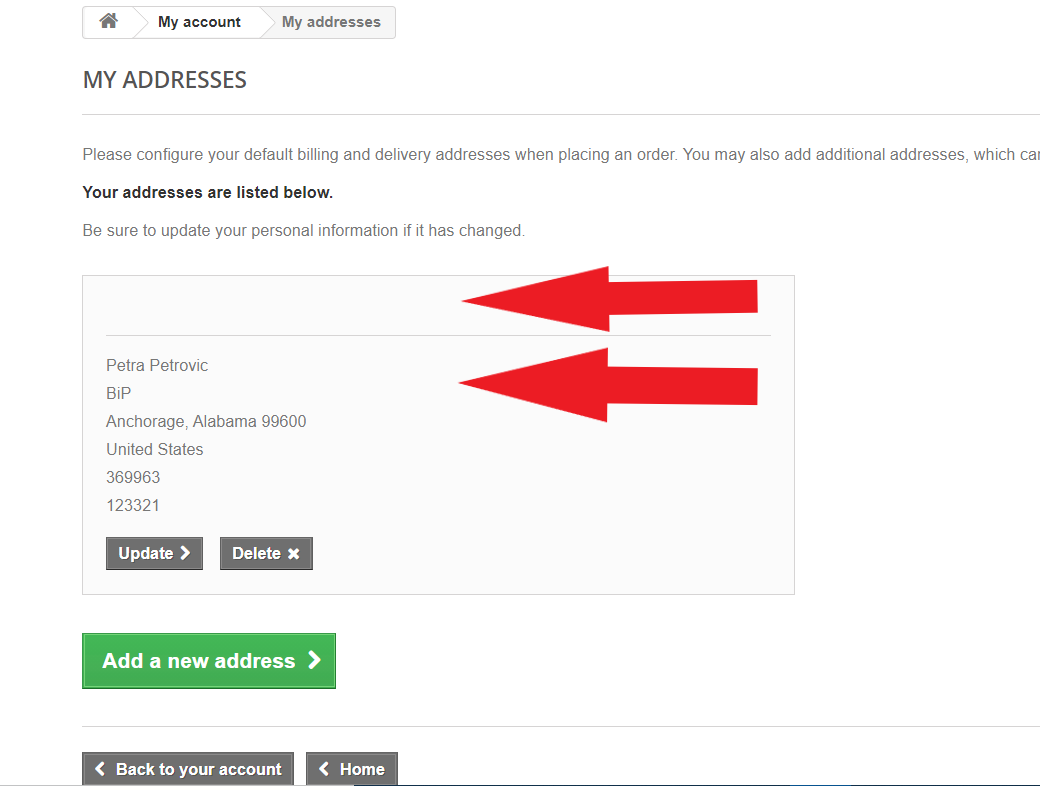 My account My addresses
MY ADDRESSES
Please configure your default billing and delivery addresses when placing an order. You may also add additional addresses, which
Your addresses are listed below.
Be sure to update your personal information if it has changed.
Petra Petrovic
BiP
Anchorage, Alabama 99600
United States
369963
123321
Update Delete
Add a new address
Back to your account Home